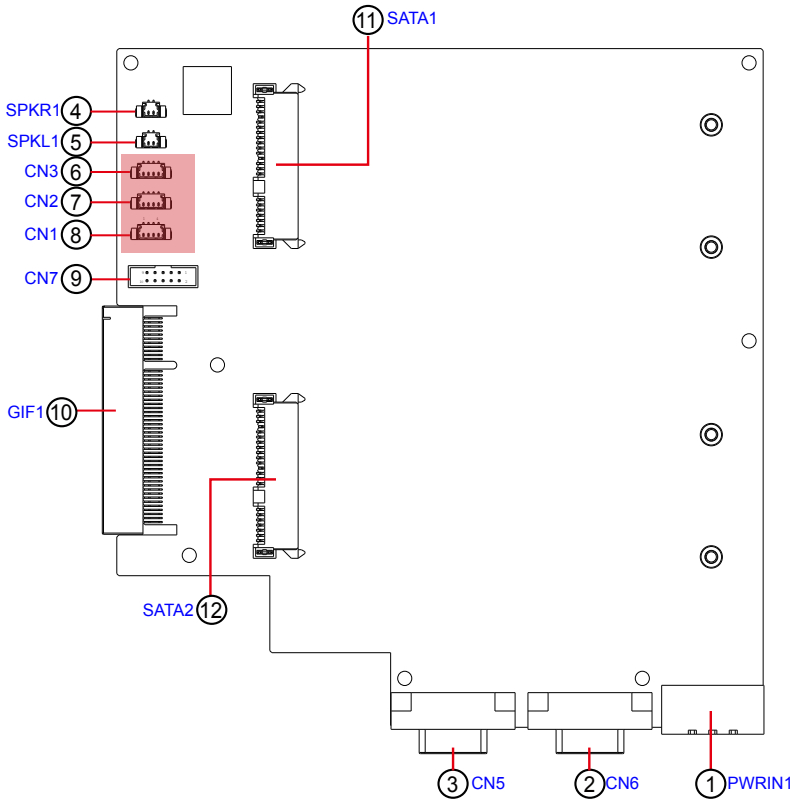 11 SATA1
SPKR1 4
SPKL1 5
CN3 6
CN2 7
CN1 8
CN7 9
GIF1 10
SATA2 12
3 CN5
2 CN6
1 PWRIN1